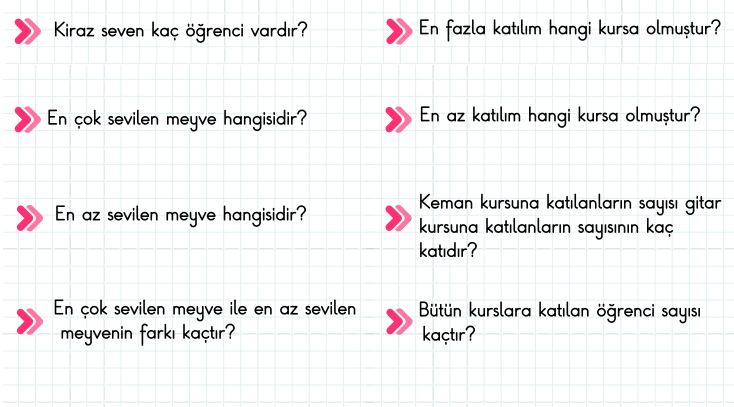 Kiraz seven kaç öğrenci vardır?
En çok sevilen meyve hangisidir?
En az sevilen meyve hangisidir?
En çok sevilen meyve ile en az sevilen
meyvenin farkı kaçtır?
En fazla katılım hangi kursa olmuştur?
En az katılım hangi kursa olmuştur?
Keman kursuna katılanların sayısı gitar
kursuna katılanların sayısının kaç
katıdır?
Bütün kurslara katılan öğrenci sayısı
kaçtır?